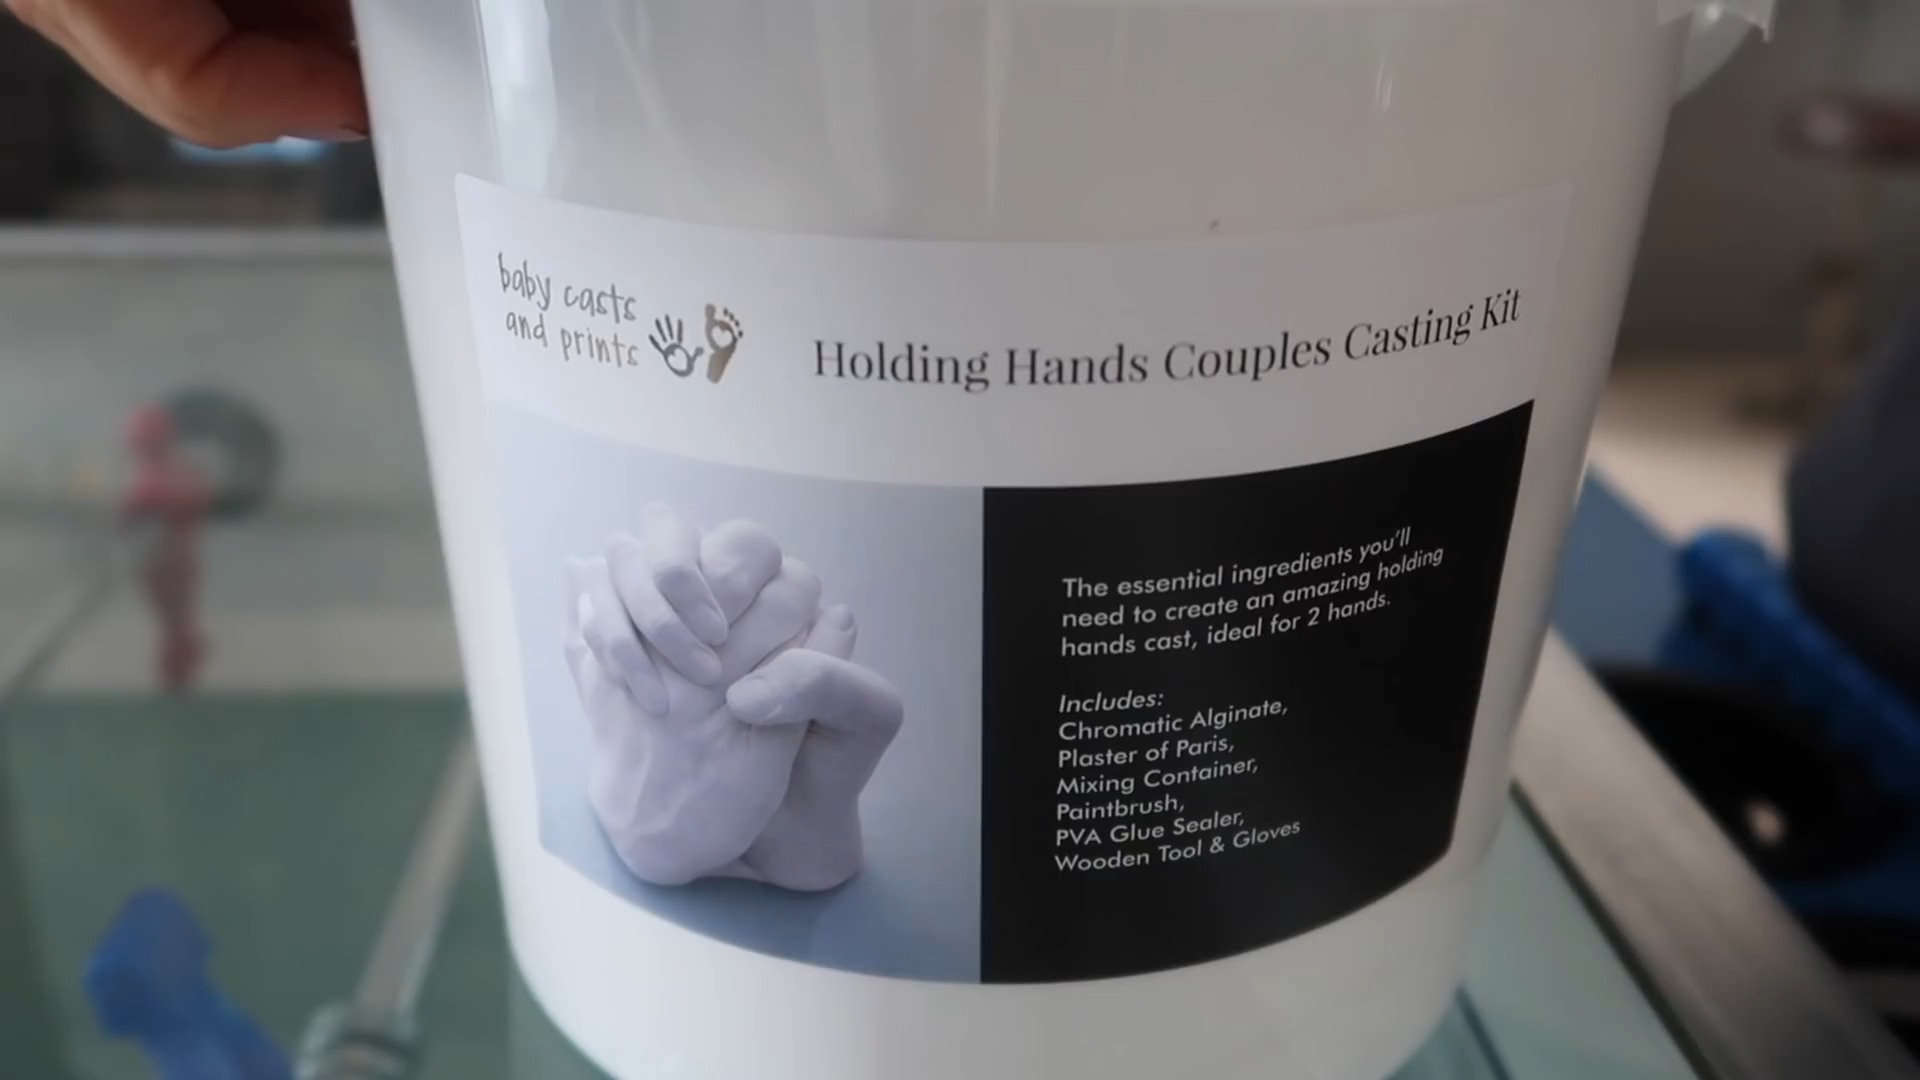 baby casts
and prints
Holding Hands Couples Casting Kit
The essential ingredients you'll
need to create an amazing holding
hands cast, ideal for 2 hands.
Includes:
Chromatic Alginate,
Plaster of Paris,
Mixing Container,
Paintbrush,
PVA Glue Sealer,
Wooden Tool & Gloves